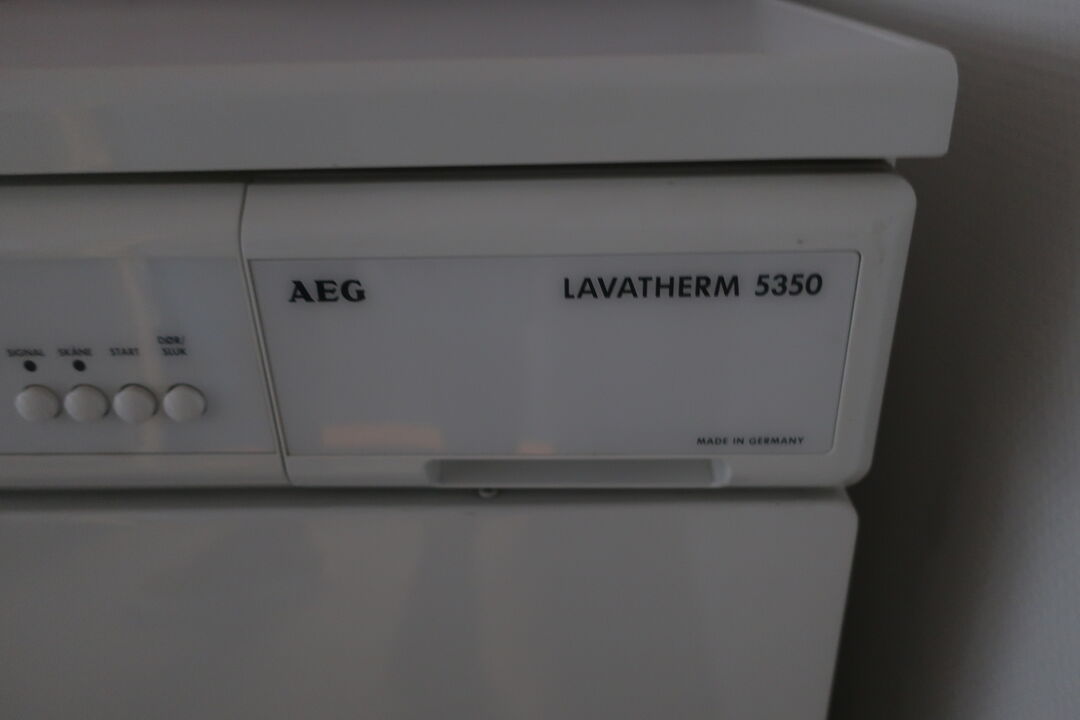 AEG
LAVATHERM 5350
SIGNAL
SKÅNE
START
DØR/
SLUK
MADE IN GERMANY